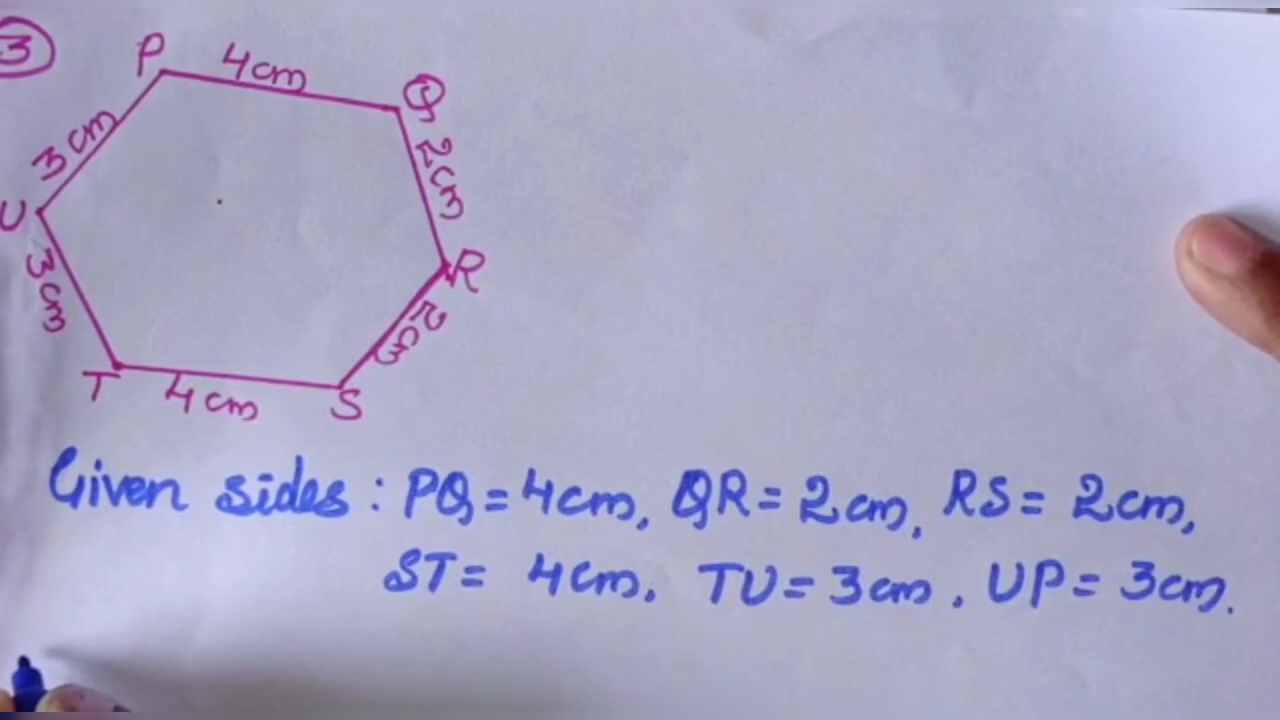 3
P 4cm Q
3cm 2cm
U R
3cm 2cm
T 4cm S
Given sides: PQ = 4cm, QR = 2cm, RS = 2cm,
ST = 4cm. TU = 3cm. UP = 3cm.